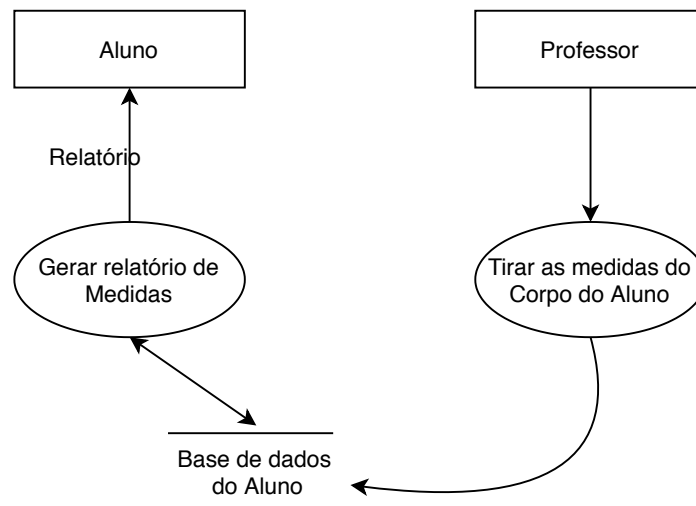 Aluno
Professor
Relatório
Gerar relatório de
Medidas
Tirar as medidas do
Corpo do Aluno
Base de dados
do Aluno